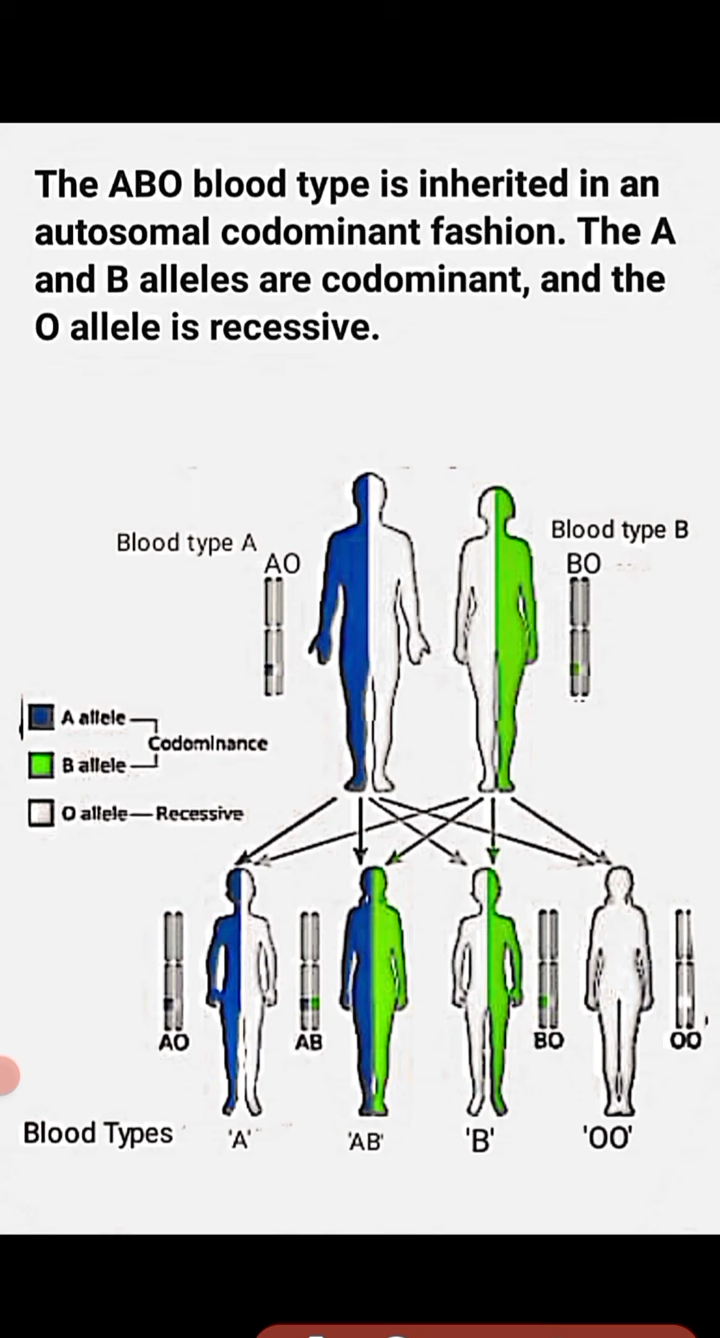 The ABO blood type is inherited in an
autosomal codominant fashion. The A
and B alleles are codominant, and the
O allele is recessive.
Blood type A
AO
Blood type B
BO
A allele
Codominance
B allele
O allele—Recessive
AO
AB
BO
OO
Blood Types 'A' 'AB' 'B' 'OO'